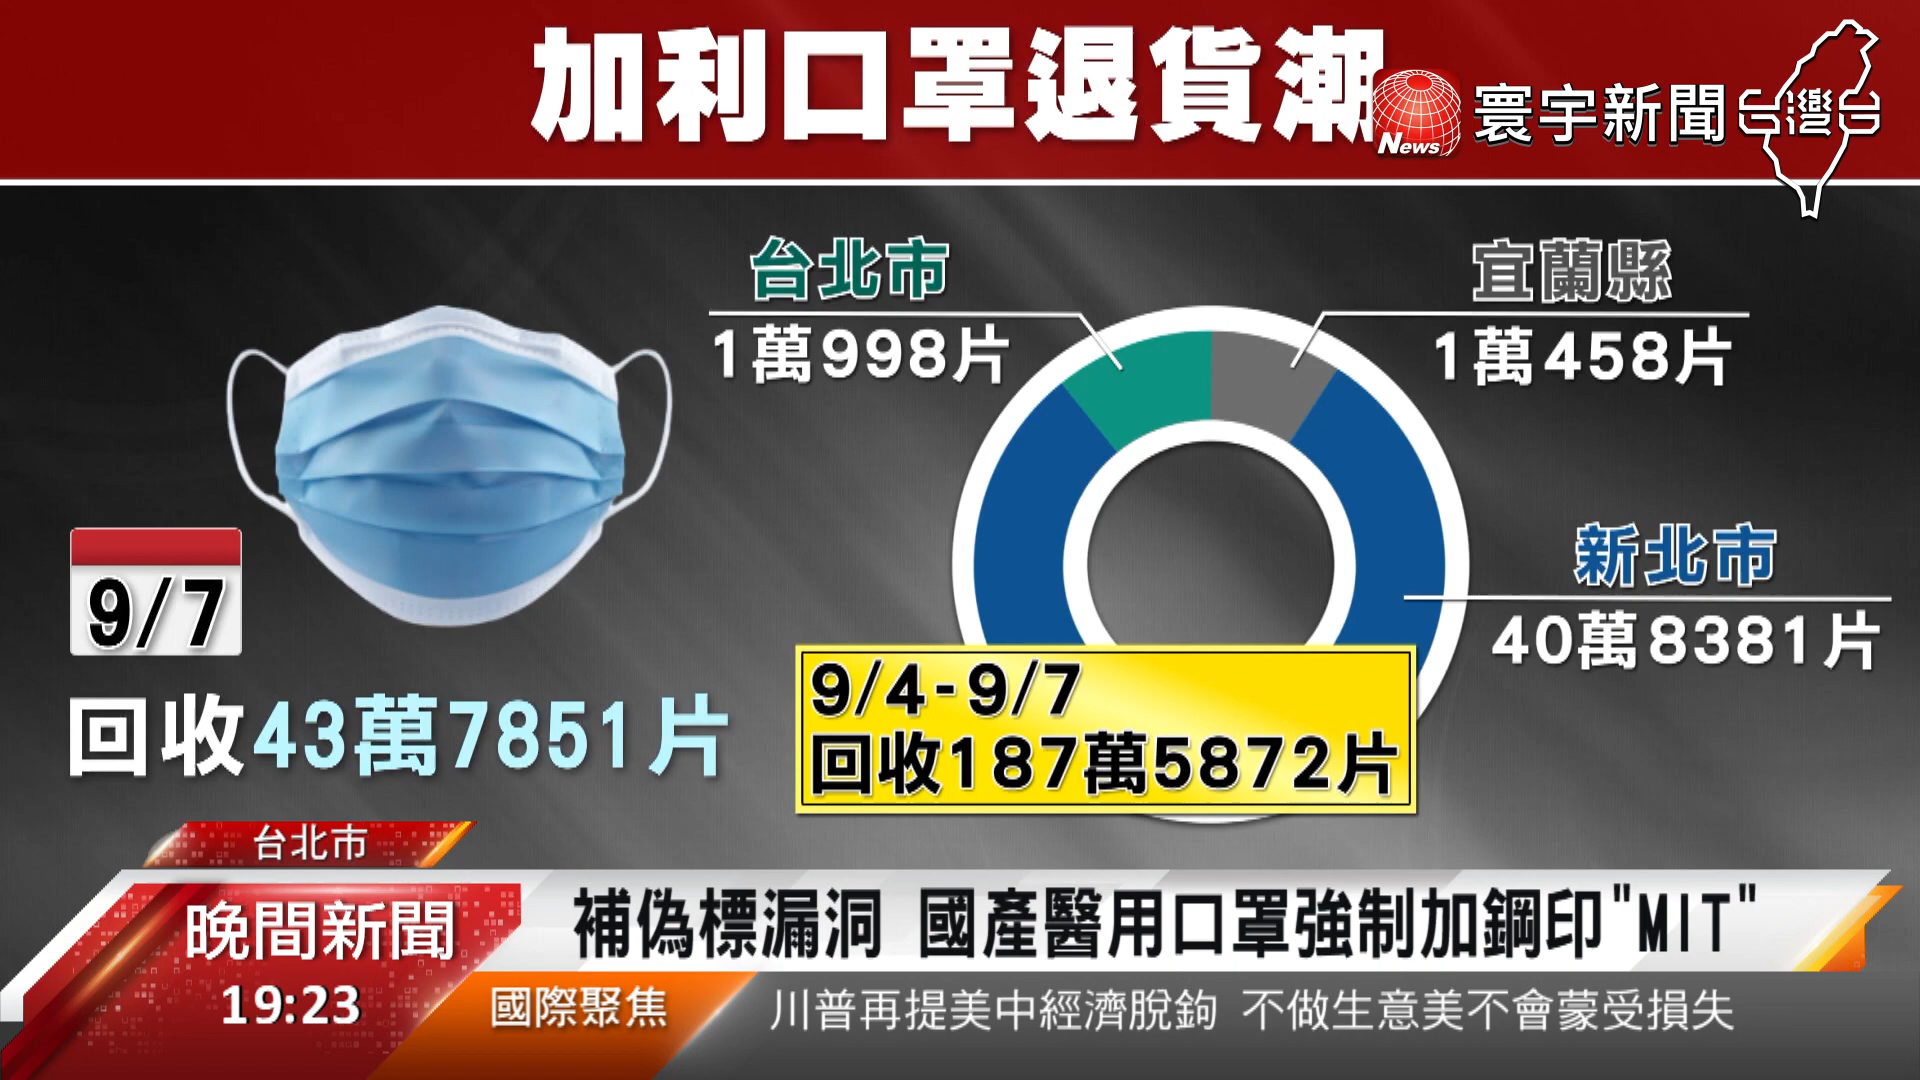 加利口罩退貨潮
News
寰宇新聞
台灣台
台北市
1萬998片
宜蘭縣
1萬458片
新北市
40萬8381片
9/7
回收43萬7851片
9/4-9/7
回收187萬5872片
台北市
晚間新聞
補偽標漏洞 國產醫用口罩強制加鋼印"MIT"
19:23
國際聚焦
川普再提美中經濟脫鉤 不做生意美不會蒙受損失